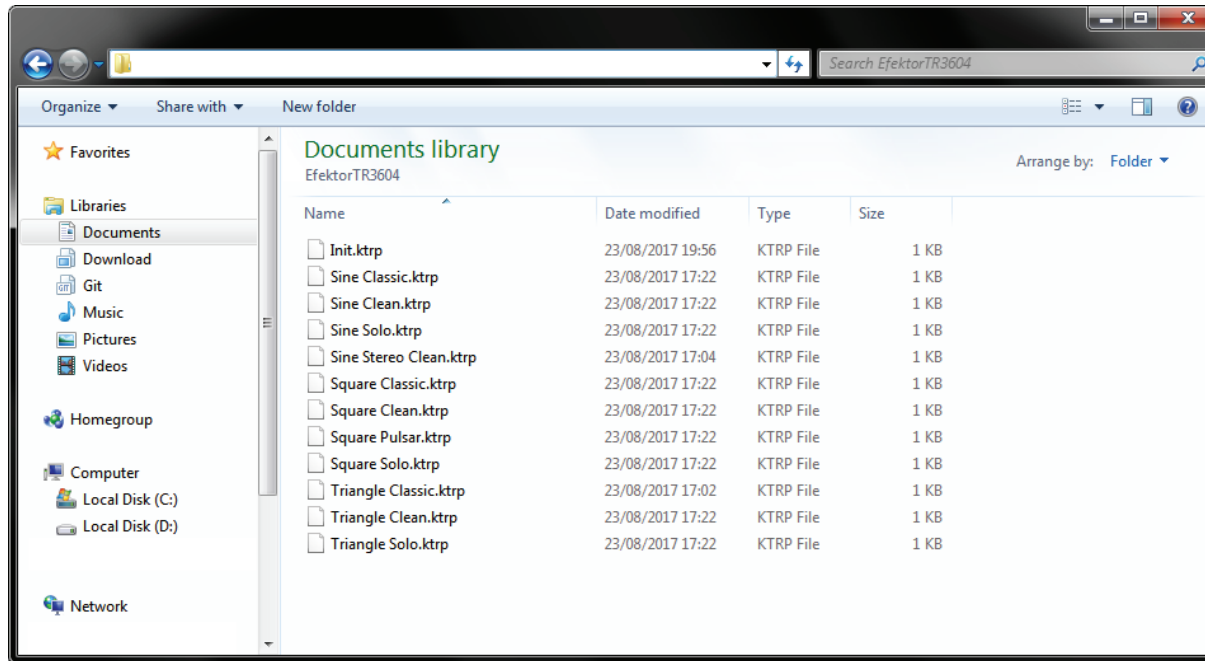 Search EfektorTR3604
Organize Share with New folder
Favorites
Libraries
Documents
Download
Git
Music
Pictures
Videos
Homegroup
Computer
Local Disk (C:)
Local Disk (D:)
Network
Documents library
EfektorTR3604
Arrange by: Folder
Name Date modified Type Size
Init.ktrp 23/08/2017 19:56 KTRP File 1 KB
Sine Classic.ktrp 23/08/2017 17:22 KTRP File 1 KB
Sine Clean.ktrp 23/08/2017 17:22 KTRP File 1 KB
Sine Solo.ktrp 23/08/2017 17:22 KTRP File 1 KB
Sine Stereo Clean.ktrp 23/08/2017 17:04 KTRP File 1 KB
Square Classic.ktrp 23/08/2017 17:22 KTRP File 1 KB
Square Clean.ktrp 23/08/2017 17:22 KTRP File 1 KB
Square Pulsar.ktrp 23/08/2017 17:22 KTRP File 1 KB
Square Solo.ktrp 23/08/2017 17:22 KTRP File 1 KB
Triangle Classic.ktrp 23/08/2017 17:02 KTRP File 1 KB
Triangle Clean.ktrp 23/08/2017 17:22 KTRP File 1 KB
Triangle Solo.ktrp 23/08/2017 17:22 KTRP File 1 KB